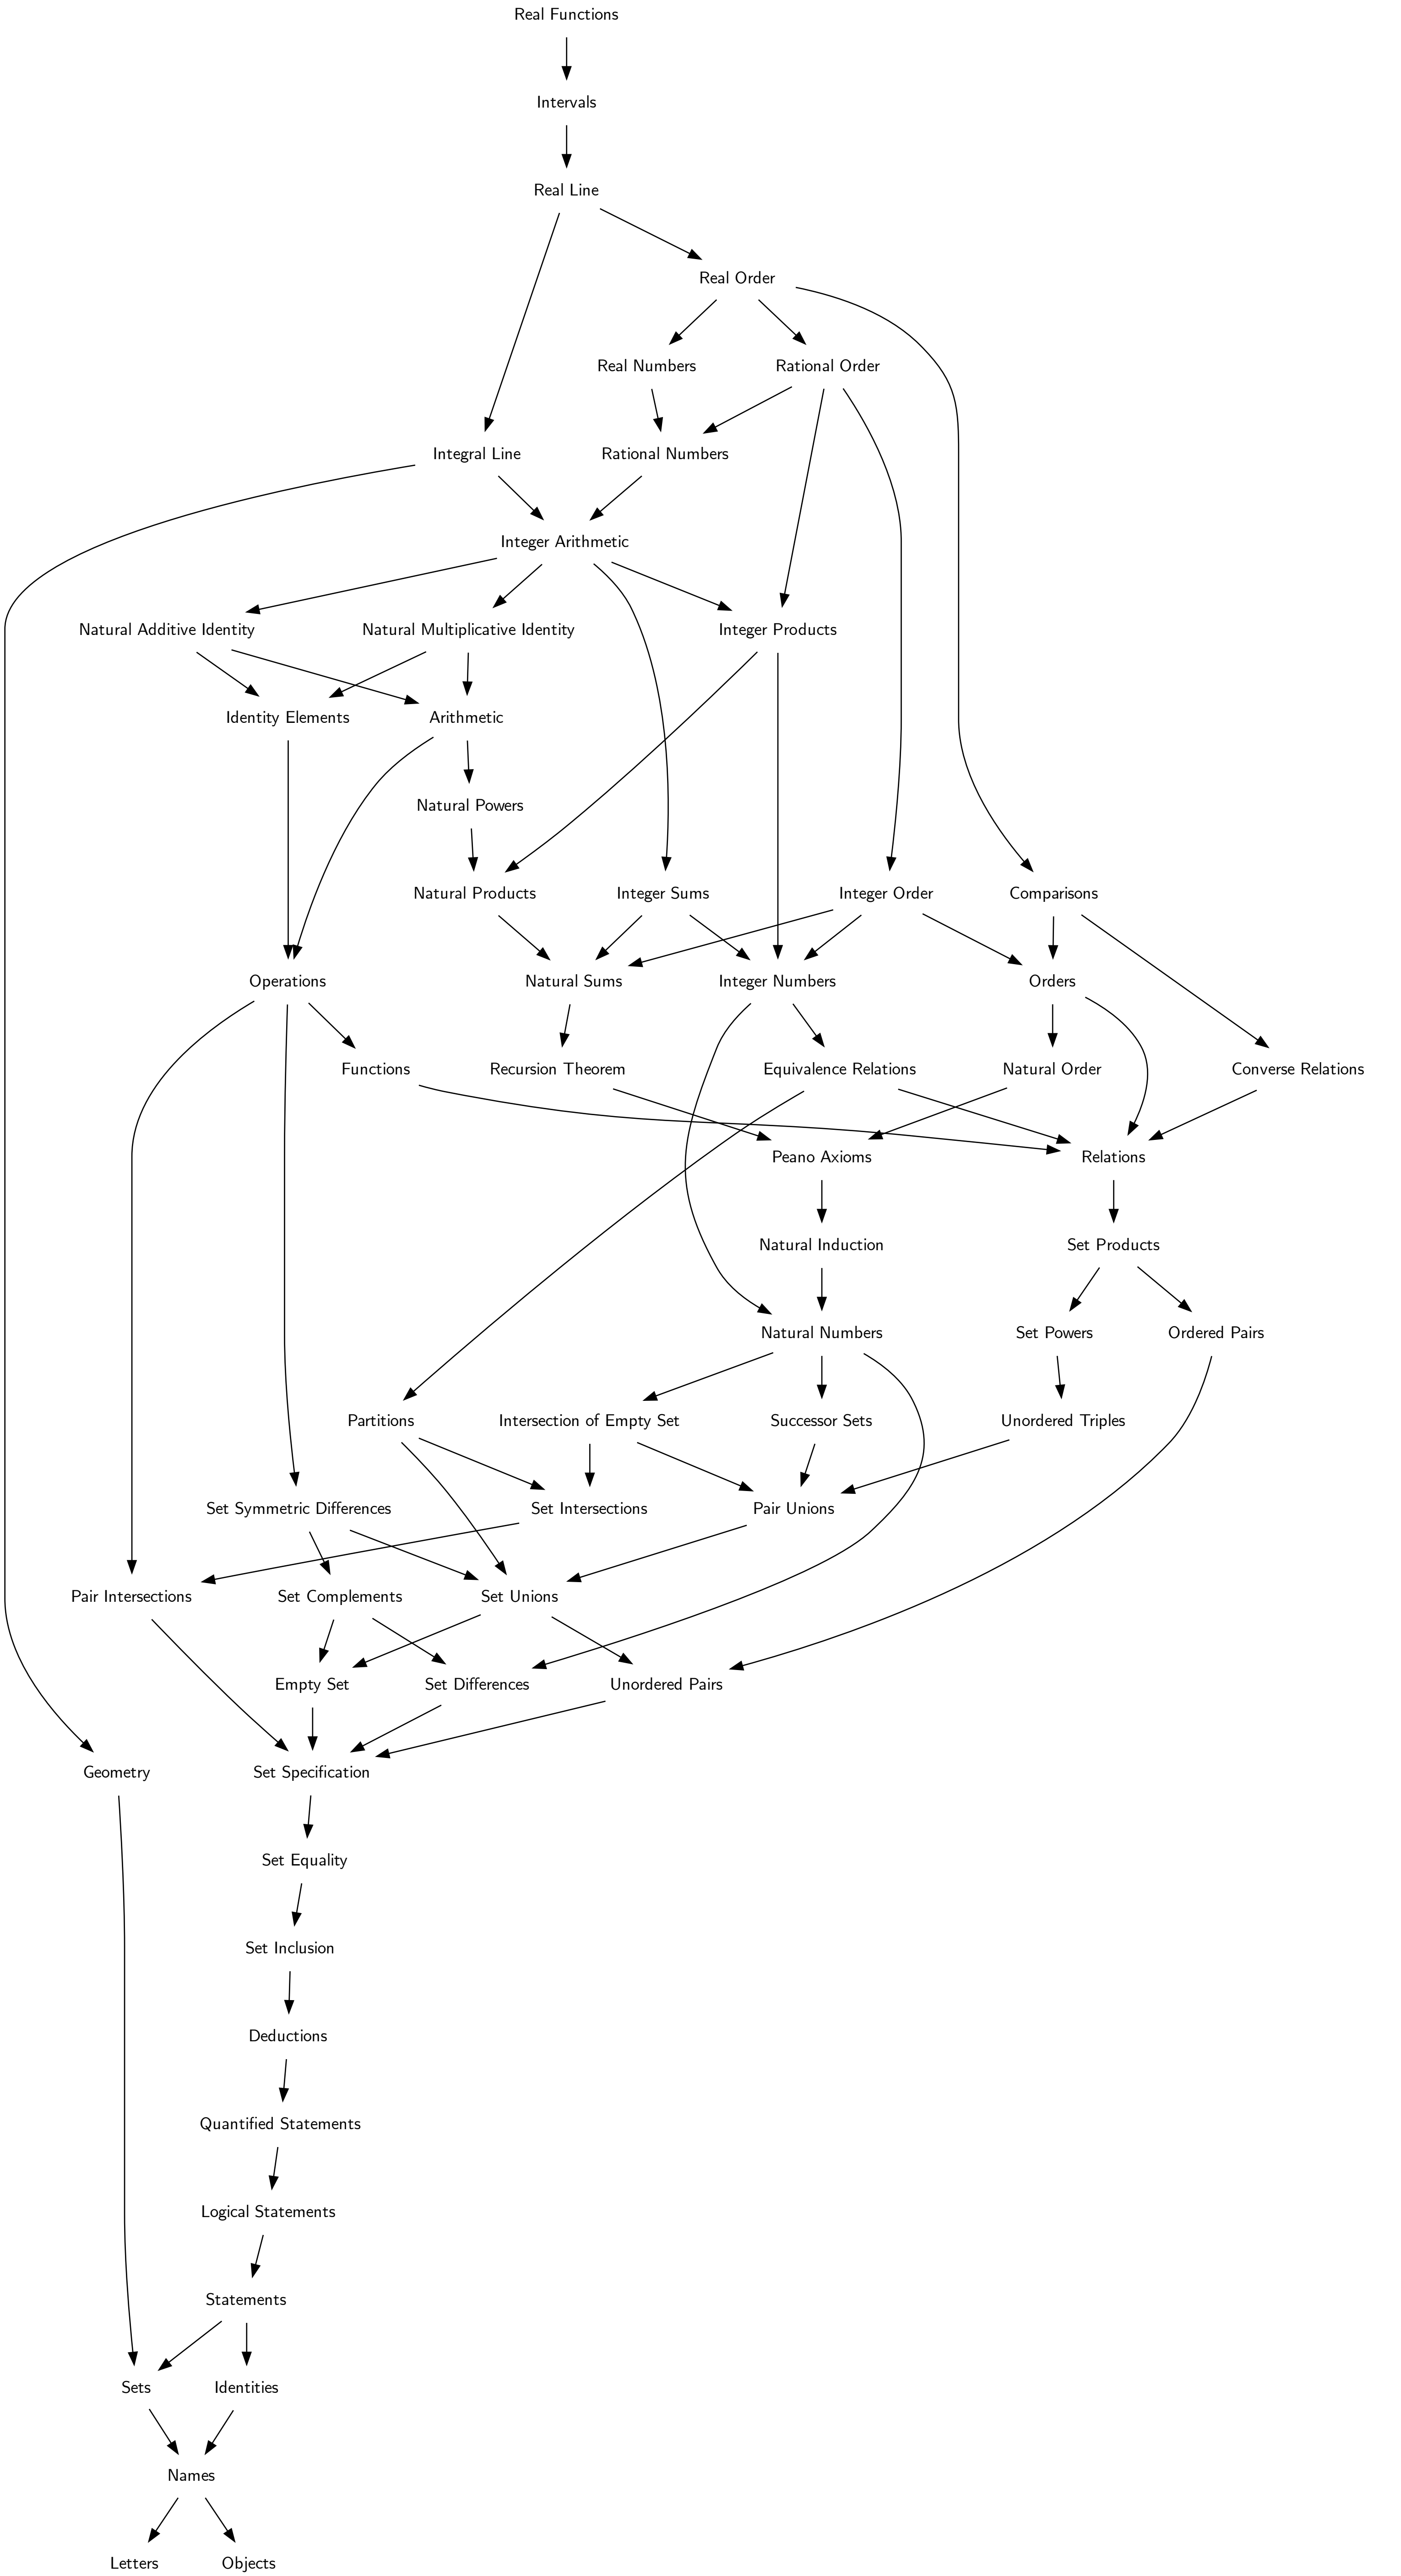 Real Functions
Intervals
Real Line
Real Order
Real Numbers
Rational Order
Integral Line
Rational Numbers
Integer Arithmetic
Natural Additive Identity
Natural Multiplicative Identity
Integer Products
Identity Elements
Arithmetic
Natural Powers
Natural Products
Integer Sums
Integer Order
Comparisons
Operations
Natural Sums
Integer Numbers
Orders
Functions
Recursion Theorem
Equivalence Relations
Natural Order
Converse Relations
Peano Axioms
Relations
Natural Induction
Set Products
Natural Numbers
Set Powers
Ordered Pairs
Partitions
Intersection of Empty Set
Successor Sets
Unordered Triples
Set Symmetric Differences
Set Intersections
Pair Unions
Pair Intersections
Set Complements
Set Unions
Empty Set
Set Differences
Unordered Pairs
Geometry
Set Specification
Set Equality
Set Inclusion
Deductions
Quantified Statements
Logical Statements
Statements
Sets
Identities
Names
Letters
Objects